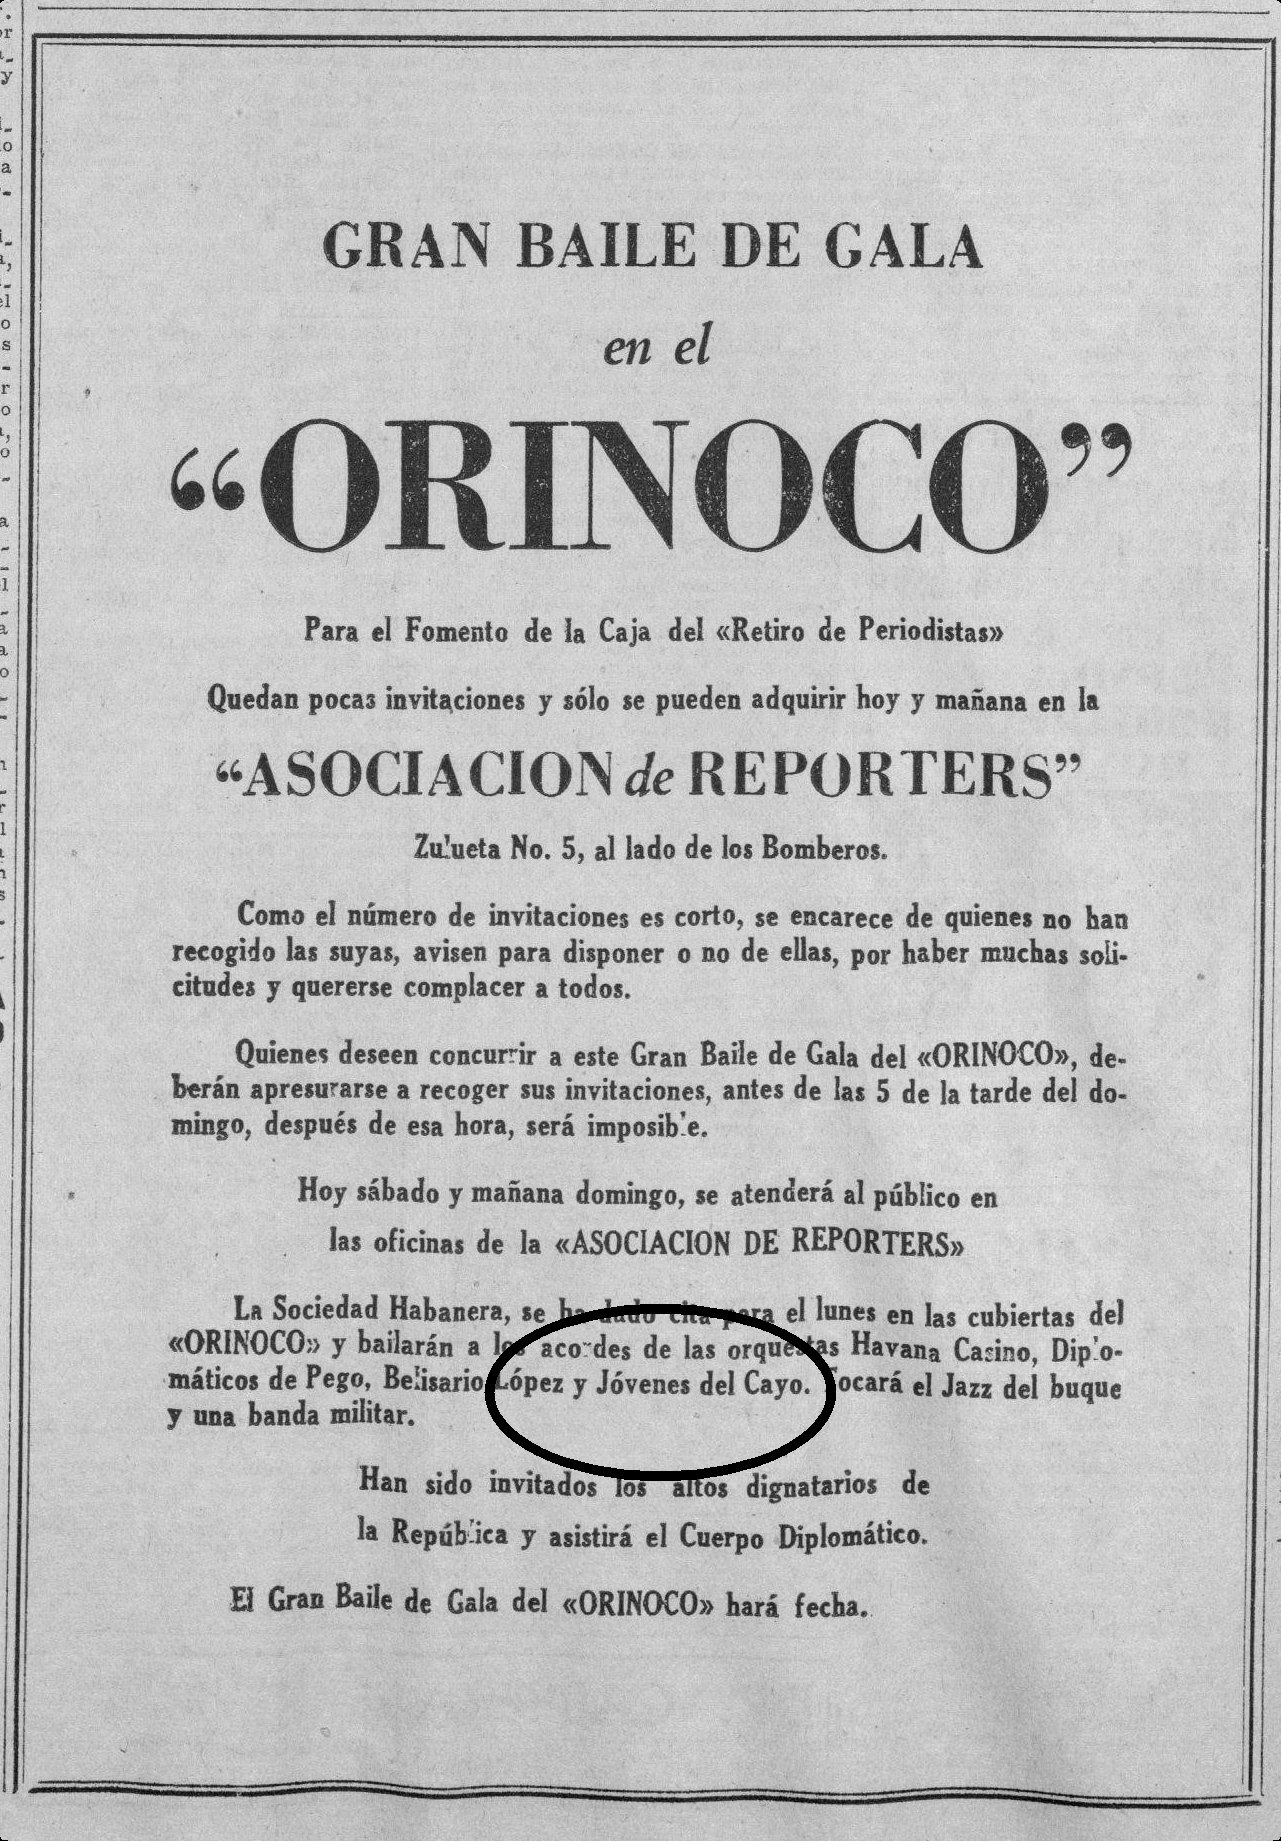 GRAN BAILE DE GALA
en el
“ORINOCO”
Para el Fomento de la Caja del «Retiro de Periodistas»
Quedan pocas invitaciones y sólo se pueden adquirir hoy y mañana en la
“ASOCIACION de REPORTERS”
Zulueta No. 5, al lado de los Bomberos.
Como el número de invitaciones es corto, se encarece de quienes no han
recogido las suyas, avisen para disponer o no de ellas, por haber muchas soli-
citudes y quererse complacer a todos.
Quienes deseen concurrir a este Gran Baile de Gala del «ORINOCO», de-
berán apresurarse a recoger sus invitaciones, antes de las 5 de la tarde del do-
mingo, después de esa hora, será imposible.
Hoy sábado y mañana domingo, se atenderá al público en
las oficinas de la «ASOCIACION DE REPORTERS»
La Sociedad Habanera, se ha dado cita para el lunes en las cubiertas del
«ORINOCO» y bailarán a los acordes de las orquestas Havana Casino, Diplo-
máticos de Pego, Belisario López y Jóvenes del Cayo. Tocará el Jazz del buque
y una banda militar.
Han sido invitados los altos dignatarios de
la República y asistirá el Cuerpo Diplomático.
El Gran Baile de Gala del «ORINOCO» hará fecha.